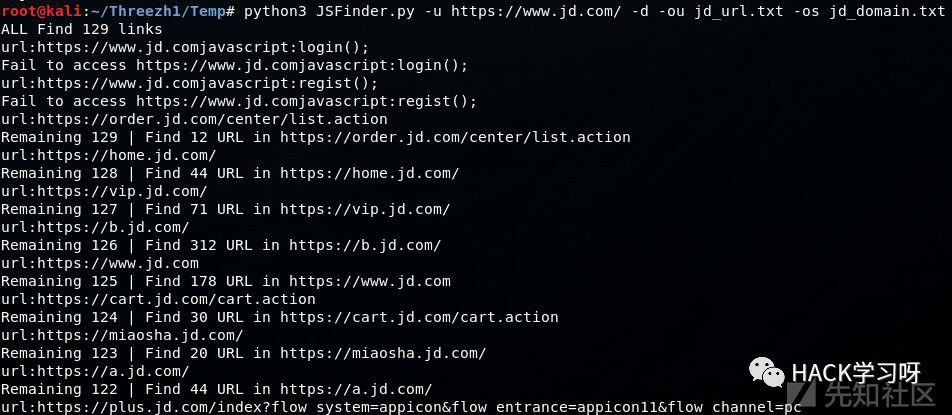 root@kali:~/Threezh1/Temp# python3 JSFinder.py -u https://www.jd.com/ -d -ou jd_url.txt -os jd_domain.txt
ALL Find 129 links
url:https://www.jd.comjavascript:login();
Fail to access https://www.jd.comjavascript:login();
url:https://www.jd.comjavascript:regist();
Fail to access https://www.jd.comjavascript:regist();
url:https://order.jd.com/center/list.action
Remaining 129 | Find 12 URL in https://order.jd.com/center/list.action
url:https://home.jd.com/
Remaining 128 | Find 44 URL in https://home.jd.com/
url:https://vip.jd.com/
Remaining 127 | Find 71 URL in https://vip.jd.com/
url:https://b.jd.com/
Remaining 126 | Find 312 URL in https://b.jd.com/
url:https://www.jd.com
Remaining 125 | Find 178 URL in https://www.jd.com
url:https://cart.jd.com/cart.action
Remaining 124 | Find 30 URL in https://cart.jd.com/cart.action
url:https://miaosha.jd.com/
Remaining 123 | Find 20 URL in https://miaosha.jd.com/
url:https://a.jd.com/
Remaining 122 | Find 44 URL in https://a.jd.com/
url:https://plus.jd.com/index?flow_system=appicon&flow_entrance=appicon11&flow_channel=pc
HACK学习呀
先知社区